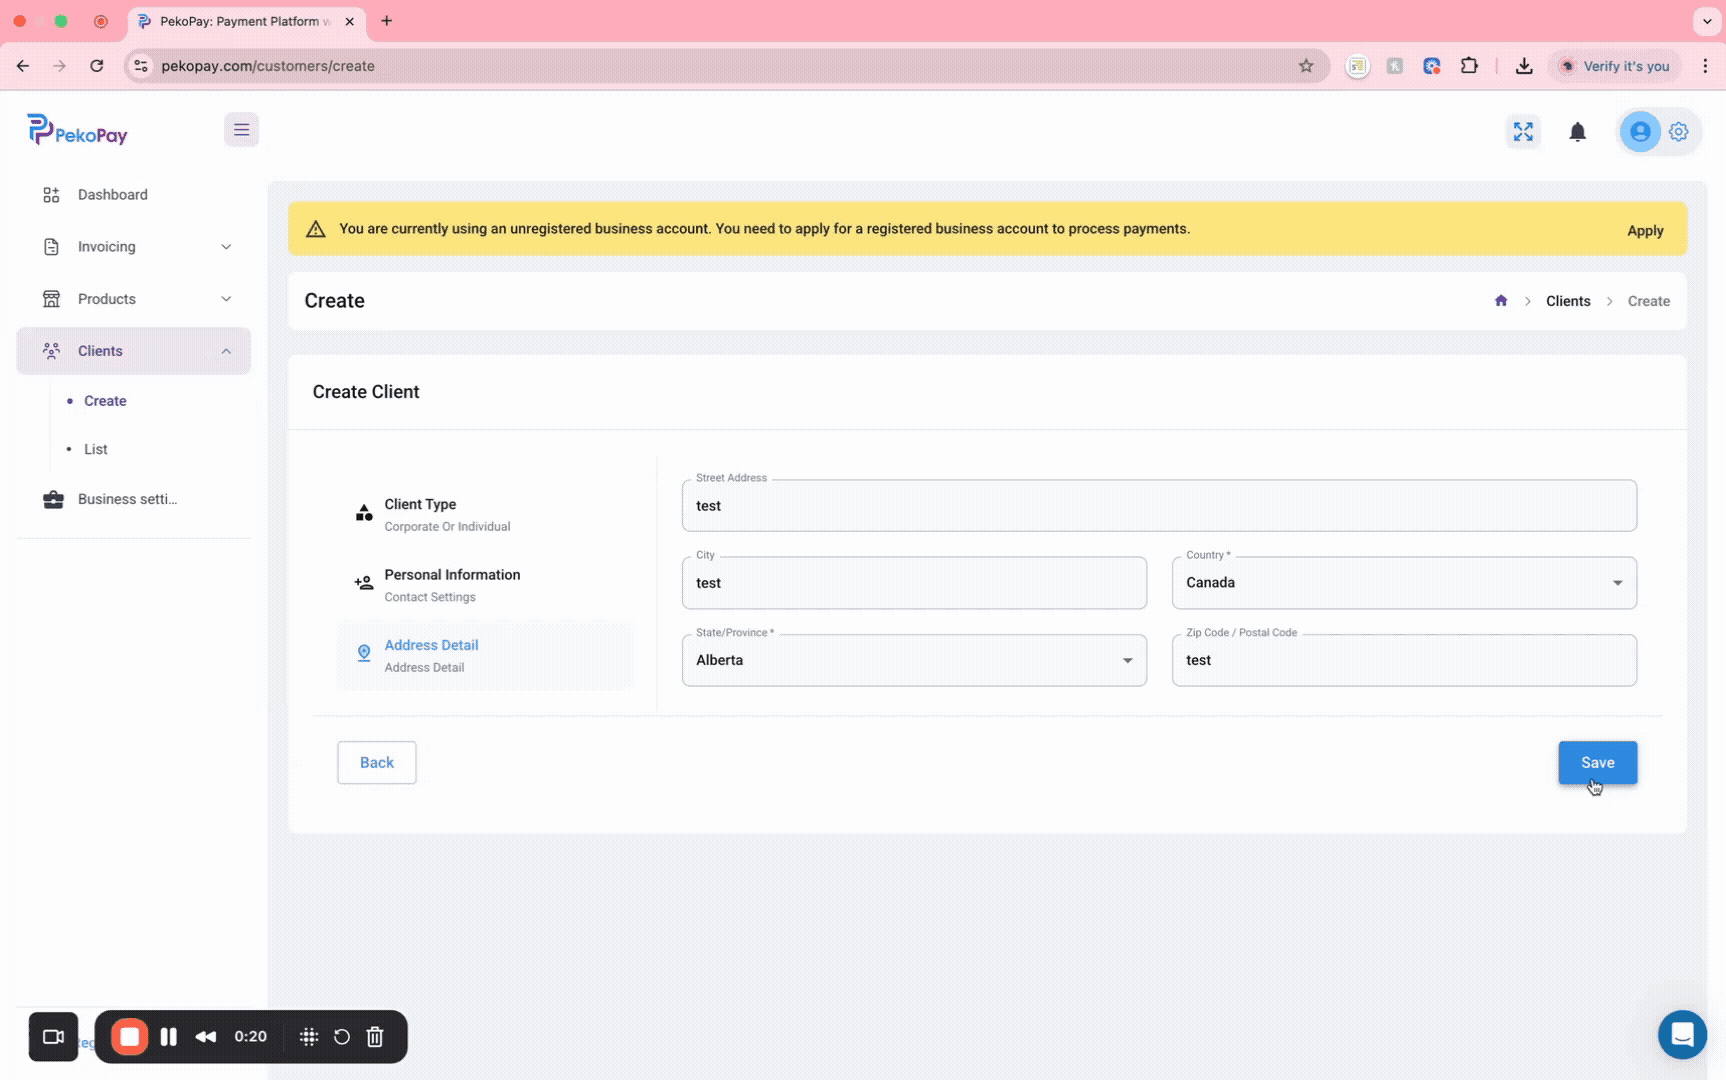 PekoPay: Payment Platform w
pekopay.com/customers/create
Verify it's you
PekoPay
Dashboard
Invoicing
Products
Clients
Create
List
Business setti...
You are currently using an unregistered business account. You need to apply for a registered business account to process payments.
Apply
Create
Clients
Create
Create Client
Client Type
Corporate Or Individual
Personal Information
Contact Settings
Address Detail
Address Detail
Street Address
test
City
test
Country *
Canada
State/Province *
Alberta
Zip Code / Postal Code
test
Back
Save
0:20